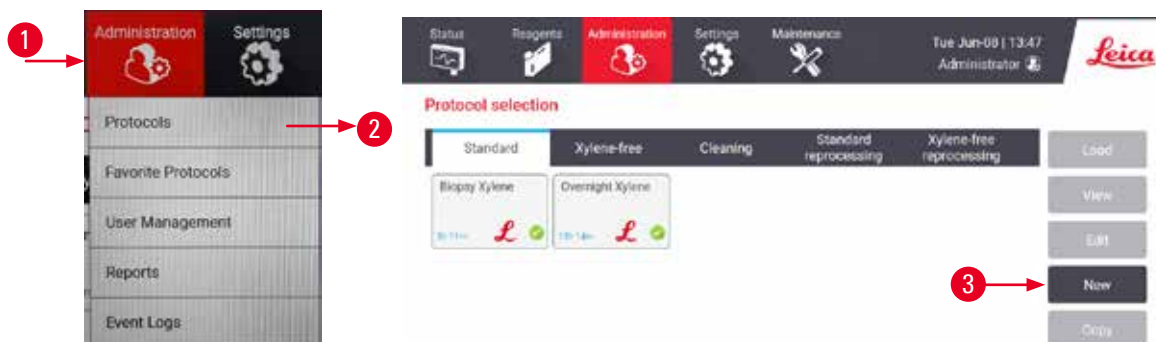 1
Administration
Settings
Protocols
2
Favorite Protocols
User Management
Reports
Event Logs
Status
Reagents
Administration
Settings
Maintenance
Tue Jun-08 | 13:47
Administrator
Leica
Protocol selection
Standard
Xylene-free
Cleaning
Standard
reprocessing
Xylene-free
reprocessing
Biopsy Xylene
Overnight Xylene
L
L
Load
View
Edit
3
New
Copy